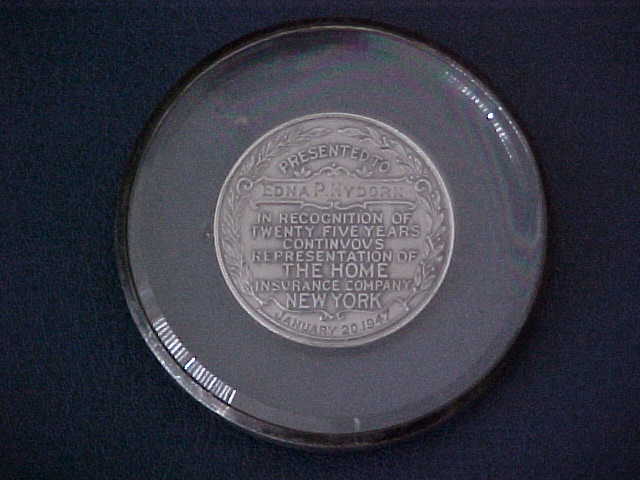 PRESENTED TO
EDNA P. NYDORN
IN RECOGNITION OF
TWENTY FIVE YEARS
CONTINVOVS
REPRESENTATION OF
THE HOME
INSURANCE COMPANY
NEW YORK
JANUARY 20 1947